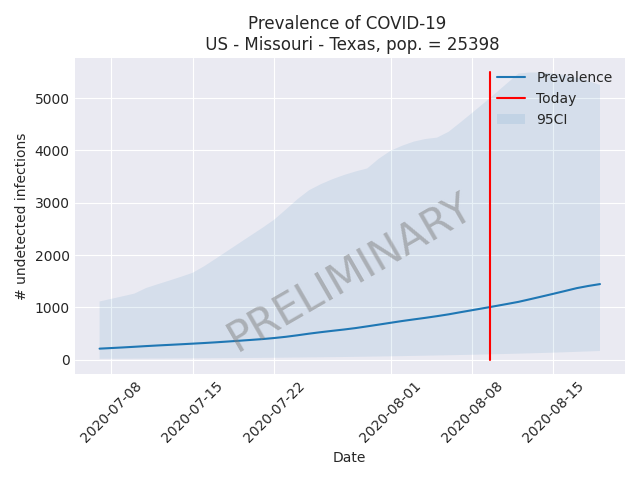 Prevalence of COVID-19
US - Missouri - Texas, pop. = 25398
Prevalence
Today
95CI
5000
4000
3000
2000
1000
0
# undetected infections
PRELIMINARY
2020-07-08
2020-07-15
2020-07-22
2020-08-01
2020-08-08
2020-08-15
Date